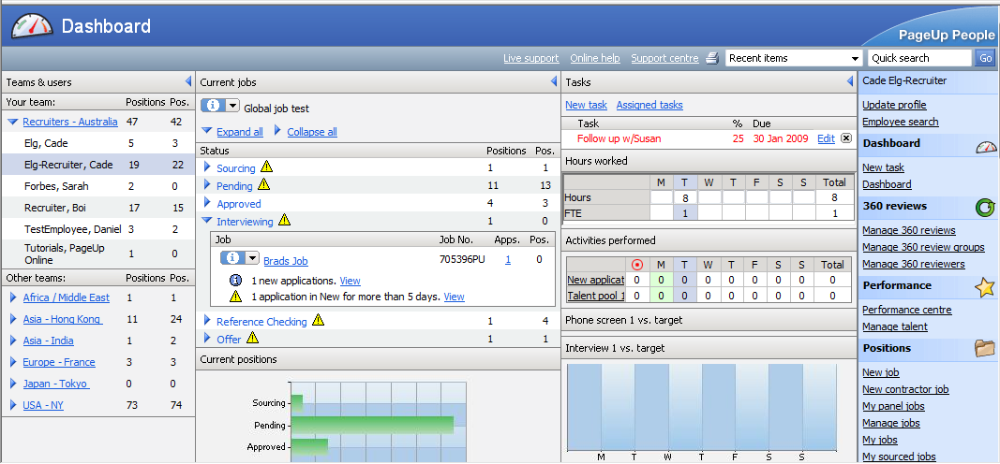 Dashboard
PageUp People
Live support Online help Support centre Recent items Quick search Go
Teams & users
Your team: Positions Pos.
Recruiters - Australia 47 42
Elg, Cade 5 3
Elg-Recruiter, Cade 19 22
Forbes, Sarah 2 0
Recruiter, Boi 17 15
TestEmployee, Daniel 3 2
Tutorials, PageUp
Online 1 0
Other teams: Positions Pos.
Africa / Middle East 1 1
Asia - Hong Kong 11 24
Asia - India 1 2
Europe - France 3 3
Japan - Tokyo 0 0
USA - NY 73 74
Current jobs
Global job test
Expand all Collapse all
Status Positions Pos.
Sourcing 1 1
Pending 11 13
Approved 4 3
Interviewing 1 0
Job Job No. Apps. Pos.
Brads Job 705396PU 1 0
1 new applications. View
1 application in New for more than 5 days. View
Reference Checking 1 4
Offer 1 1
Current positions
Sourcing
Pending
Approved
Tasks
New task Assigned tasks
Task % Due
Follow up w/Susan 25 30 Jan 2009 Edit
Hours worked
M T W T F S S Total
Hours 8 8
FTE 1 1
Activities performed
M T W T F S S Total
New applicat 0 0 0 0 0 0 0 0 0
Talent pool 1 0 0 0 0 0 0 0 0 0
Phone screen 1 vs. target
Interview 1 vs. target
M T W T F S S
Cade Elg-Recruiter
Update profile
Employee search
Dashboard
New task
Dashboard
360 reviews
Manage 360 reviews
Manage 360 review groups
Manage 360 reviewers
Performance
Performance centre
Manage talent
Positions
New job
New contractor job
My panel jobs
Manage jobs
My jobs
My sourced jobs